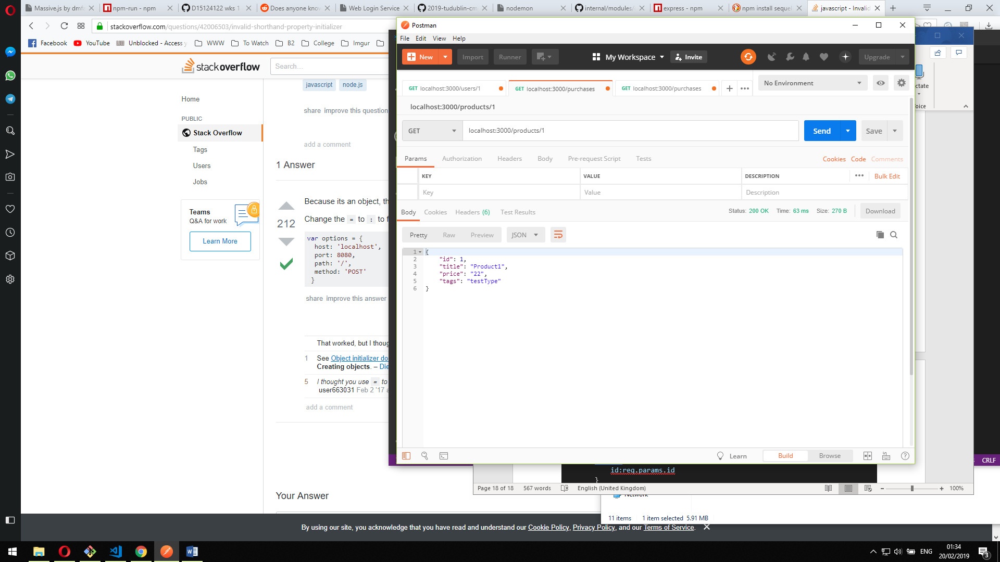 Massive.js by dmfa
npm-run - npm
D15124122 wks 1
Does anyone know
Web Login Service
2019-tudublin-cm
nodemon
internal/modules/
express - npm
npm install sequel
javascript - Invalid
stackoverflow.com/questions/42006503/invalid-shorthand-property-initializer
Facebook
YouTube
Unblocked - Access y
WWW
To Watch
B2
College
Imgur
stackoverflow
Search...
Home
PUBLIC
Stack Overflow
Tags
Users
Jobs
Teams
Q&A for work
Learn More
javascript
node.js
share improve this question
add a comment
1 Answer
212
Because its an object, th
Change the = to : to f
var options = {
host: 'localhost',
port: 8080,
path: '/',
method: 'POST'
}
share improve this answer
That worked, but I thoug
1 See Object initializer do
Creating objects. – Die
5 I thought you use = to
user663031 Feb 2 '17 a
add a comment
Your Answer
By using our site, you acknowledge that you have read and understand our Cookie Policy, Privacy Policy, and our Terms of Service.
Postman
File Edit View Help
New
Import
Runner
My Workspace
Invite
Upgrade
GET localhost:3000/users/1
GET localhost:3000/purchases
GET localhost:3000/purchases
No Environment
localhost:3000/products/1
GET
localhost:3000/products/1
Send
Save
Params
Authorization
Headers
Body
Pre-request Script
Tests
Cookies
Code
Comments
KEY
VALUE
DESCRIPTION
Bulk Edit
Key
Value
Description
Body
Cookies
Headers (6)
Test Results
Status: 200 OK
Time: 63 ms
Size: 270 B
Download
Pretty
Raw
Preview
JSON
1 {
2 "id": 1,
3 "title": "Product1",
4 "price": "22",
5 "tags": "testType"
6 }
Learn
Build
Browse
ctate
oice
CRLF
id:req.params.id
}
Page 18 of 18
567 words
English (United Kingdom)
100%
Network
11 items
1 item selected 5.91 MB
ENG
01:34
20/02/2019
3